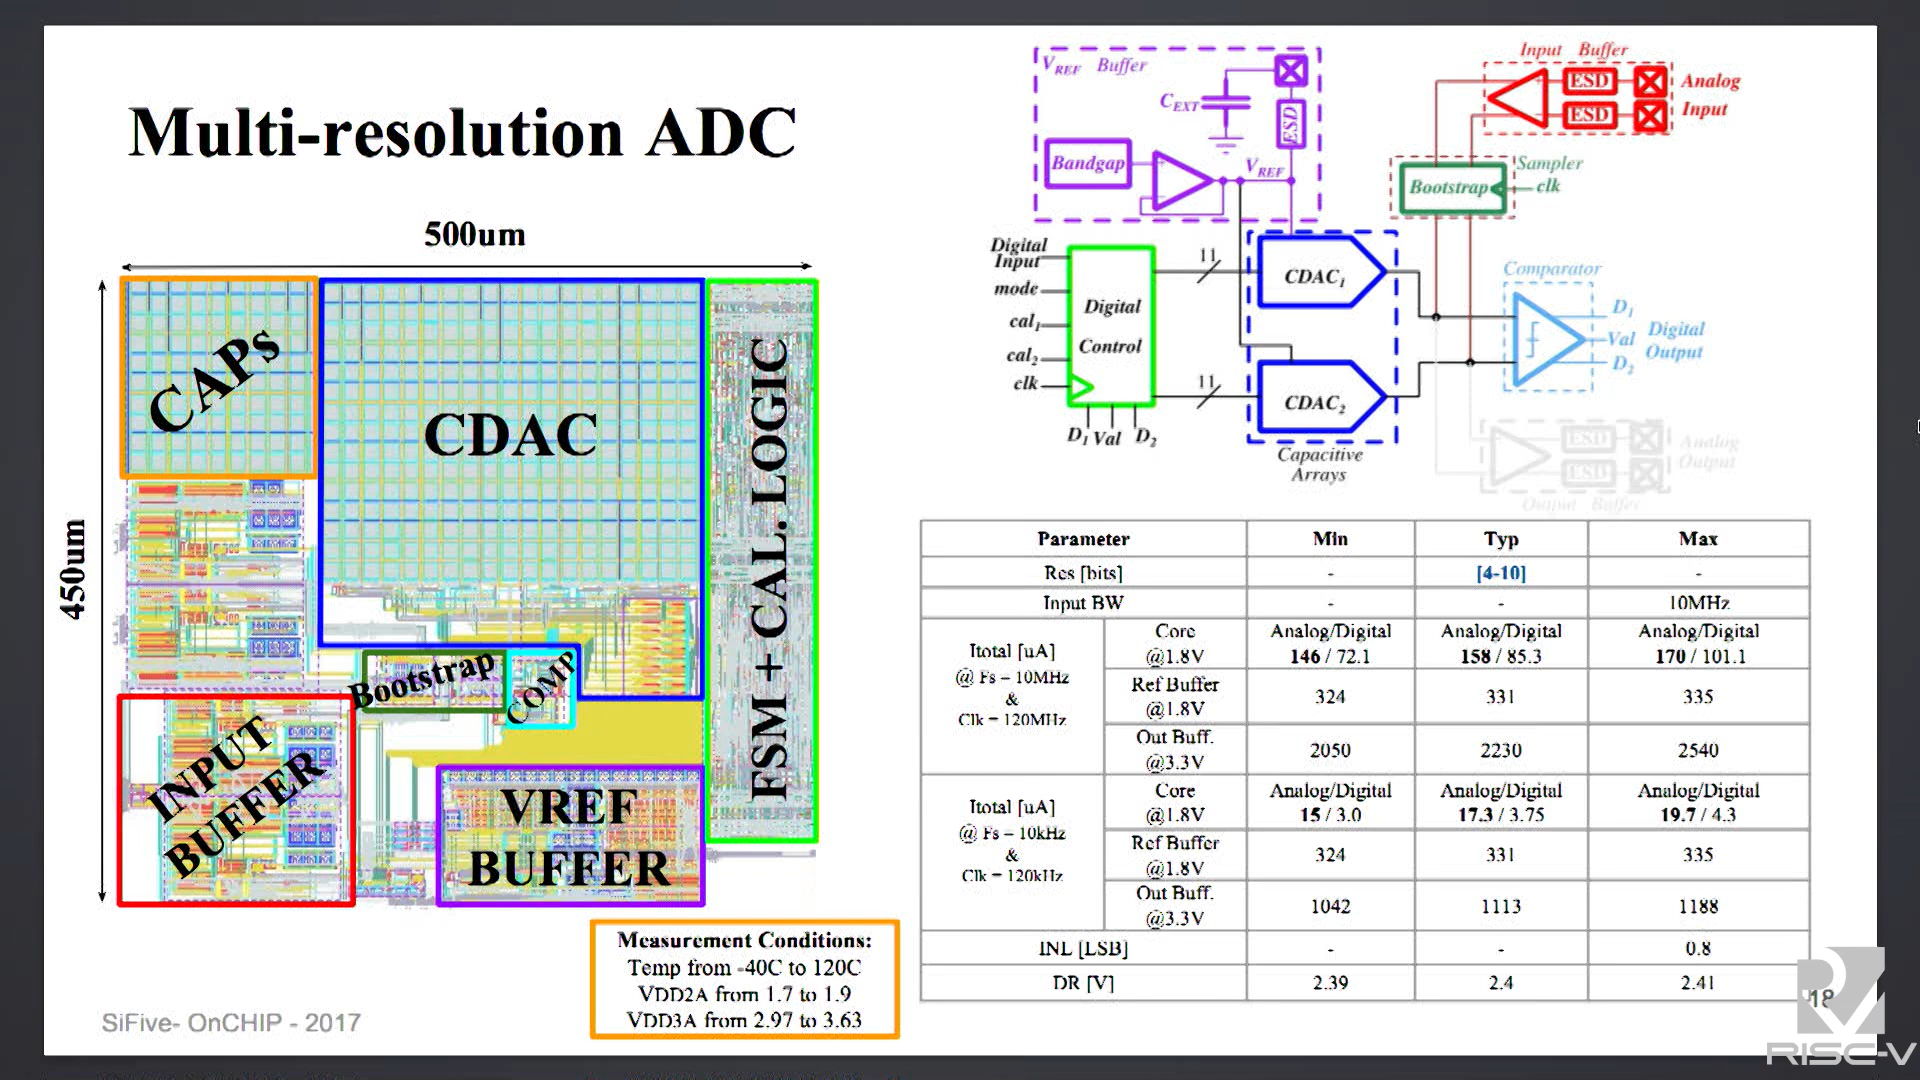 Multi-resolution ADC
500um
450um
CAPs
CDAC
FSM + CAL. LOGIC
Bootstrap
COMP
INPUT
BUFFER
VREF
BUFFER
Measurement Conditions:
Temp from -40C to 120C
VDD2A from 1.7 to 1.9
VDD3A from 2.97 to 3.63
SiFive- OnCHIP - 2017
VREF Buffer
CEXT
ESD
Bandgap
VREF
Input Buffer
ESD
ESD
Analog
Input
Sampler
Bootstrap
clk
Digital
Input
mode
cal1
cal2
clk
Digital
Control
D1 Val D2
11
11
CDAC1
CDAC2
Capacitive
Arrays
Comparator
D1
Val
D2
Digital
Output
ESD
ESD
Analog
Output
Output Buffer
Parameter Min Typ Max
Res [bits] - [4-10] -
Input BW - - 10MHz
Itotal [uA]
@ Fs = 10MHz
&
Clk = 120MHz
Core
@1.8V
Analog/Digital
146 / 72.1
Analog/Digital
158 / 85.3
Analog/Digital
170 / 101.1
Ref Buffer
@1.8V
324 331 335
Out Buff.
@3.3V
2050 2230 2540
Itotal [uA]
@ Fs = 10kHz
&
Clk = 120kHz
Core
@1.8V
Analog/Digital
15 / 3.0
Analog/Digital
17.3 / 3.75
Analog/Digital
19.7 / 4.3
Ref Buffer
@1.8V
324 331 335
Out Buff.
@3.3V
1042 1113 1188
INL [LSB] - - 0.8
DR [V] 2.39 2.4 2.41
18
RISC-V